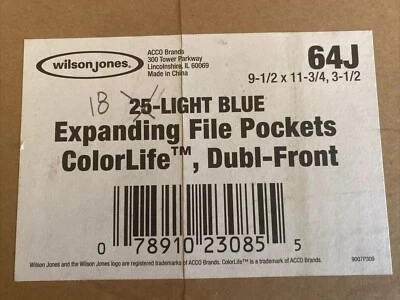 wilson jones®
ACCO Brands
300 Tower Parkway
Lincolnshire, IL 60069
Made in China
64J
9-1/2 x 11-3/4, 3-1/2
18 25-LIGHT BLUE
Expanding File Pockets
ColorLife™, Dubl-Front
0 78910 23085 5
Wilson Jones and the Wilson Jones logo are registered trademarks of ACCO Brands. ColorLife™ is a trademark of ACCO Brands.
9007P309